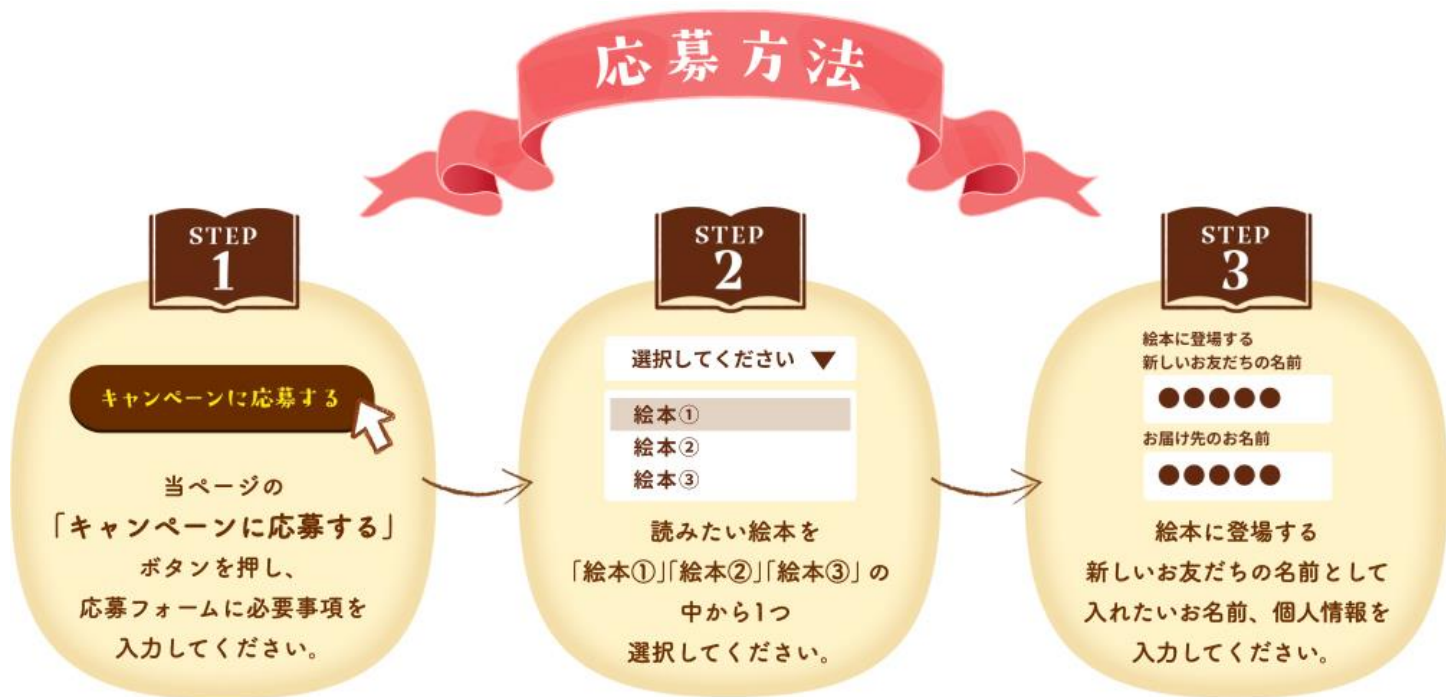 応募方法
STEP
1
キャンペーンに応募する
当ページの
「キャンペーンに応募する」
ボタンを押し、
応募フォームに必要事項を
入力してください。
STEP
2
選択してください ▼
絵本①
絵本②
絵本③
読みたい絵本を
「絵本①」「絵本②」「絵本③」の
中から1つ
選択してください。
STEP
3
絵本に登場する
新しいお友だちの名前
●●●●●
お届け先のお名前
●●●●●
絵本に登場する
新しいお友だちの名前として
入れたいお名前、個人情報を
入力してください。